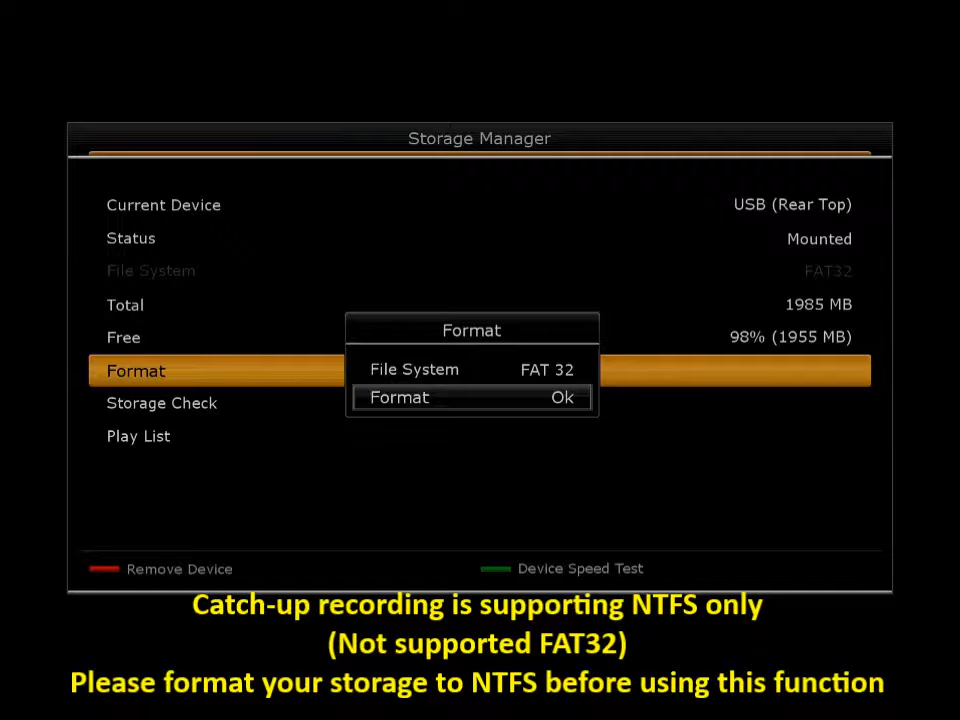 Storage Manager
Current Device USB (Rear Top)
Status Mounted
File System FAT32
Total 1985 MB
Free 98% (1955 MB)
Format
Format
File System FAT 32
Format Ok
Storage Check
Play List
Remove Device Device Speed Test
Catch-up recording is supporting NTFS only
(Not supported FAT32)
Please format your storage to NTFS before using this function